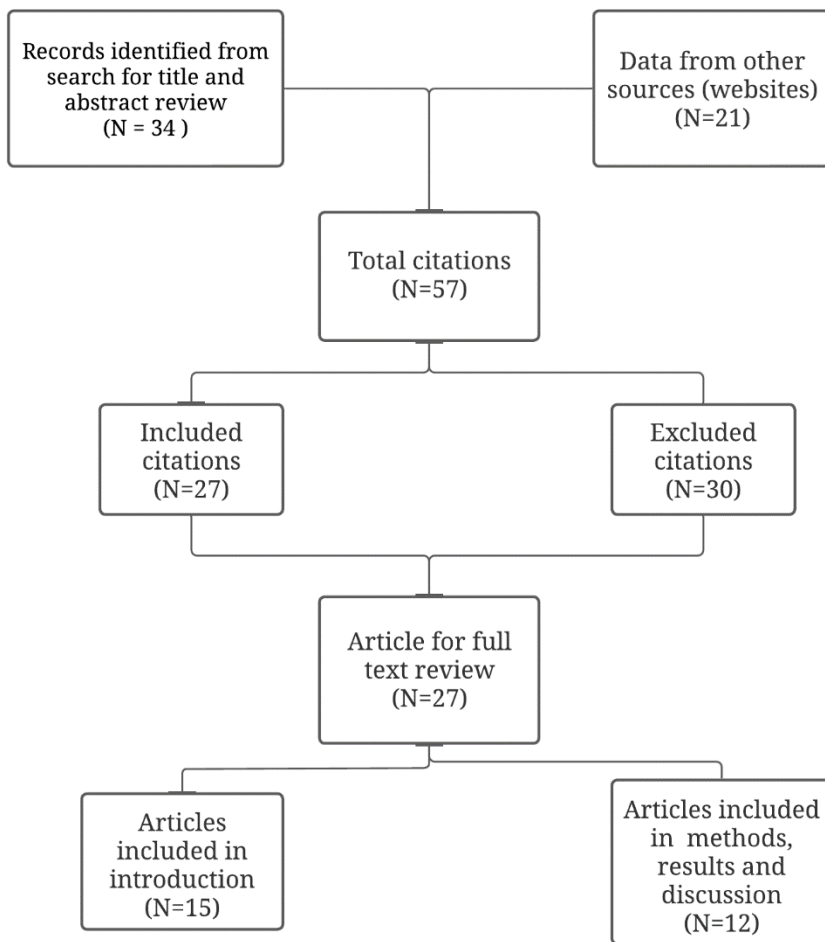 Records identified from
search for title and
abstract review
(N = 34 )
Data from other
sources (websites)
(N=21)
Total citations
(N=57)
Included
citations
(N=27)
Excluded
citations
(N=30)
Article for full
text review
(N=27)
Articles
included in
introduction
(N=15)
Articles included
in methods,
results and
discussion
(N=12)